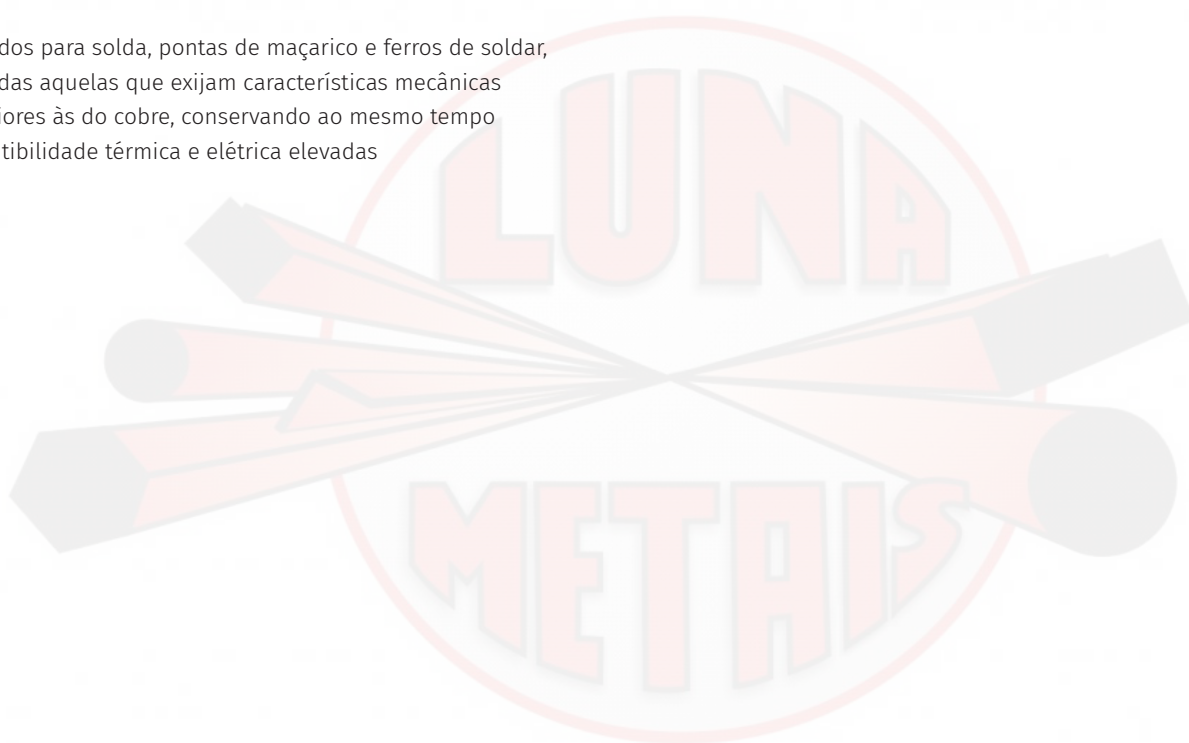 dos para solda, pontas de maçarico e ferros de soldar,
das aquelas que exijam características mecânicas
iores às do cobre, conservando ao mesmo tempo
tibilidade térmica e elétrica elevadas
LUNA
METAIS